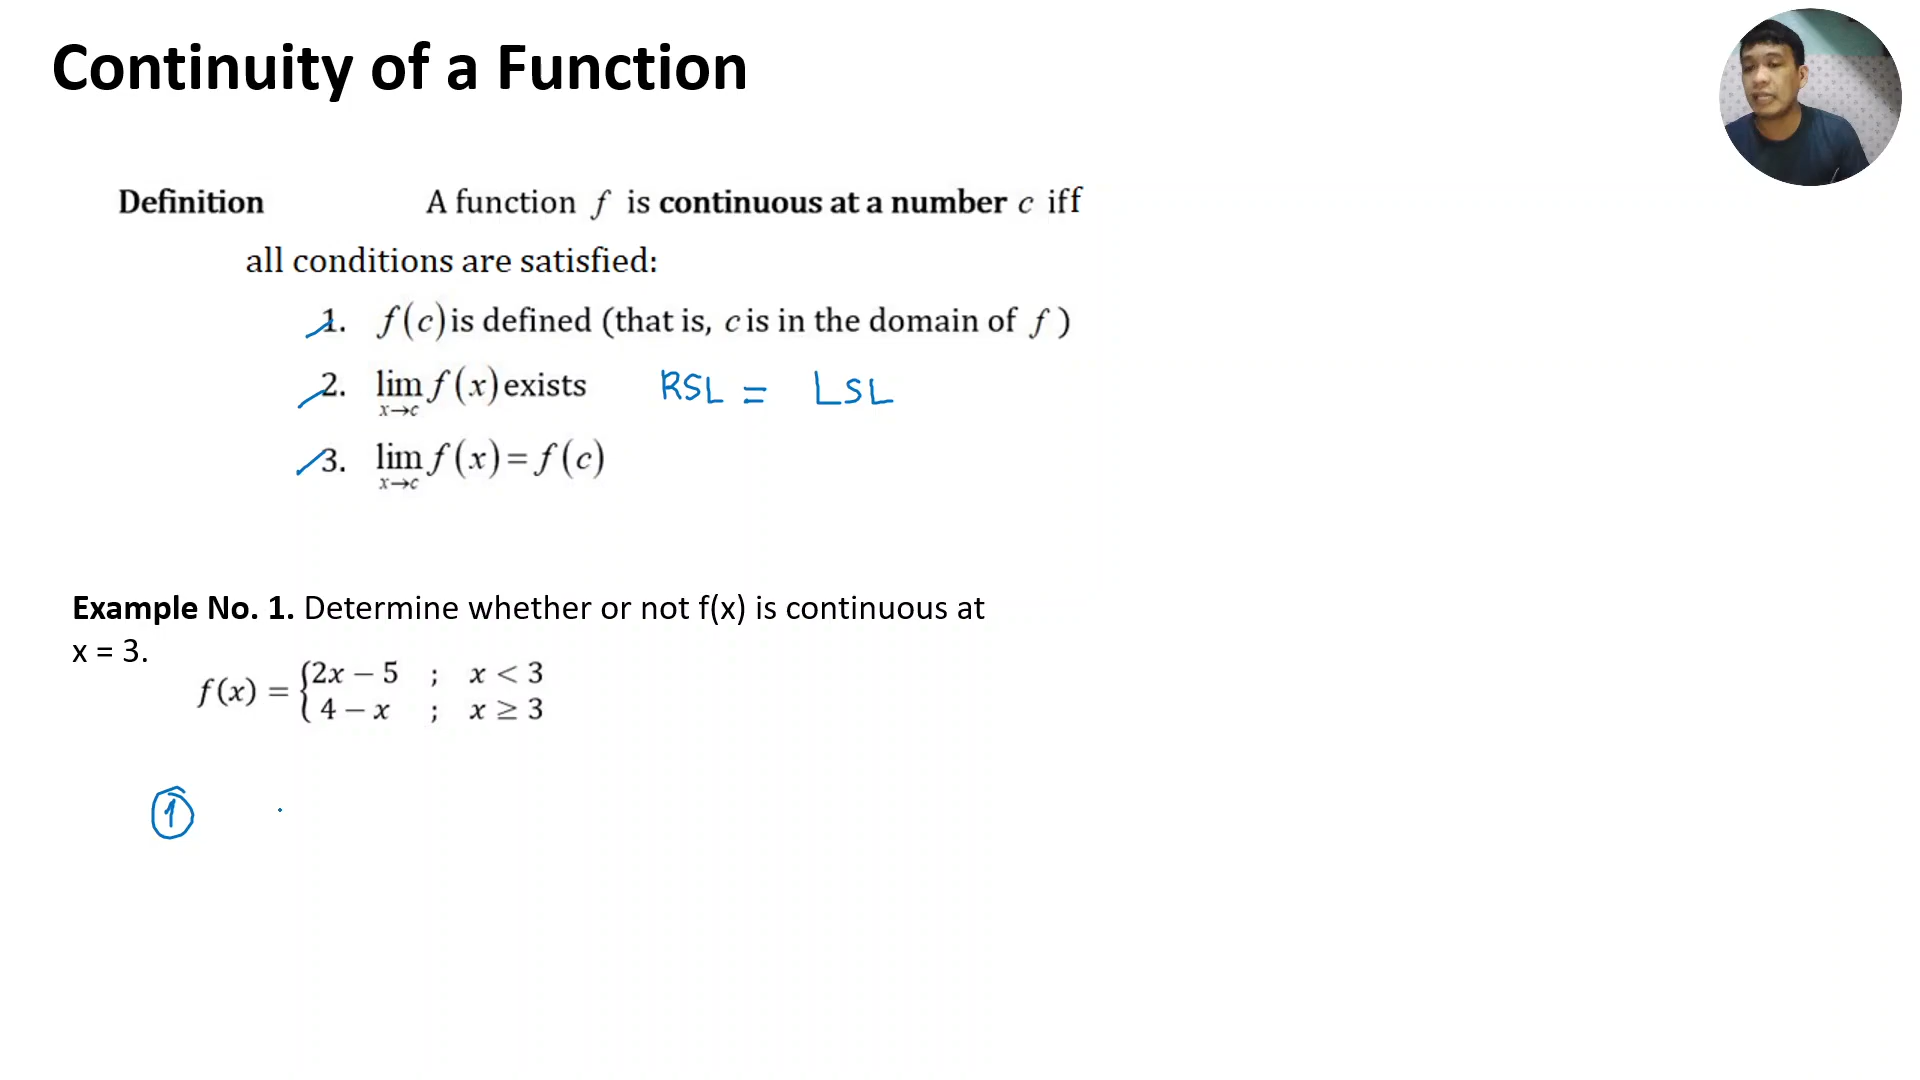 Continuity of a Function
Definition A function f is continuous at a number c iff
all conditions are satisfied:
1. f(c) is defined (that is, c is in the domain of f)
2. lim f(x) exists RSL = LSL
x→c
3. lim f(x) = f(c)
x→c
Example No. 1. Determine whether or not f(x) is continuous at
x = 3.
f(x) = {2x − 5 ; x < 3
4 − x ; x ≥ 3
1